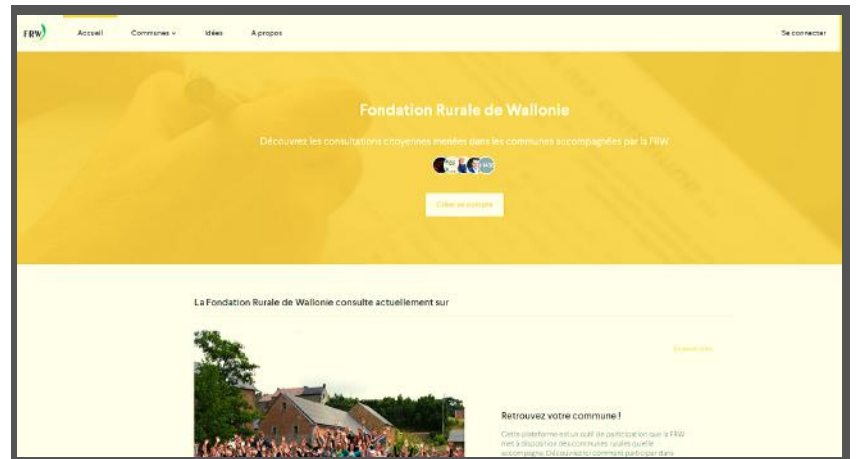 FRW
Accueil
Communes
Idées
A propos
Se connecter
Fondation Rurale de Wallonie
Découvrez les consultations citoyennes menées dans les communes accompagnées par la FRW
Créer un compte
La Fondation Rurale de Wallonie consulte actuellement sur
Retrouvez votre commune !
Cette plateforme est un outil de participation que la FRW
met à disposition des communes rurales qu'elle
accompagne. Découvrez ici comment participer dans